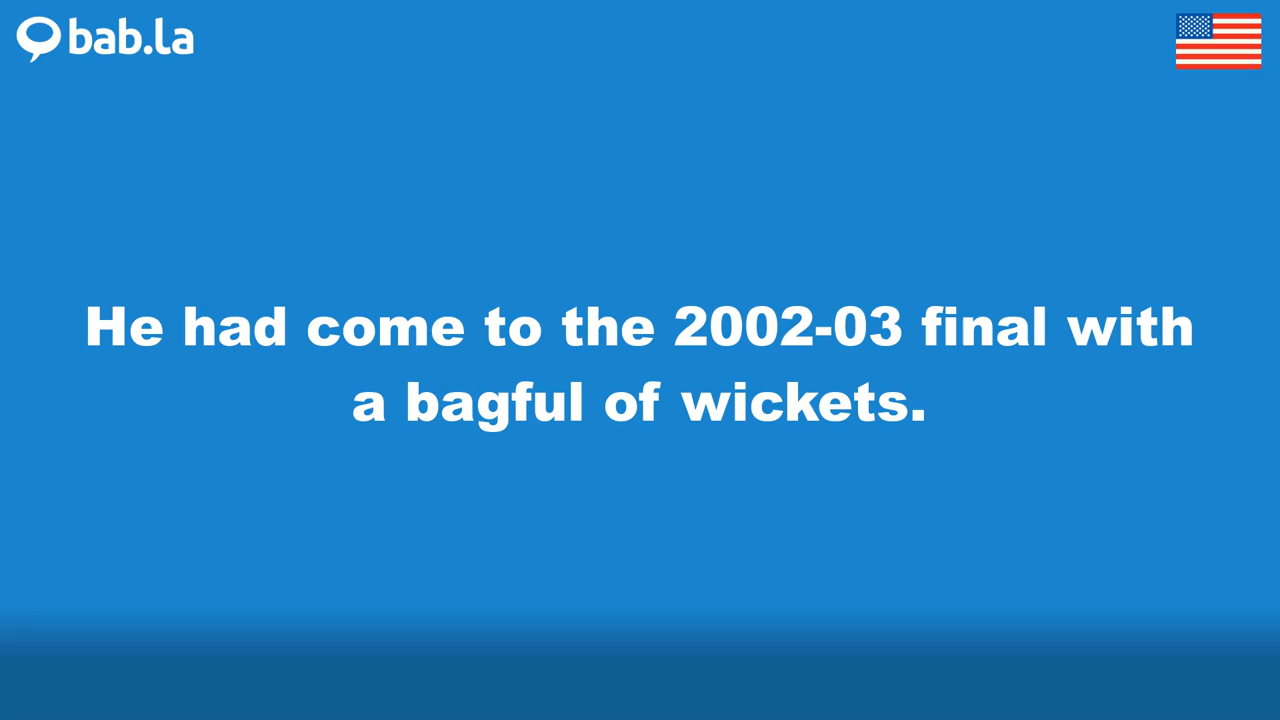 bab.la
He had come to the 2002-03 final with
a bagful of wickets.